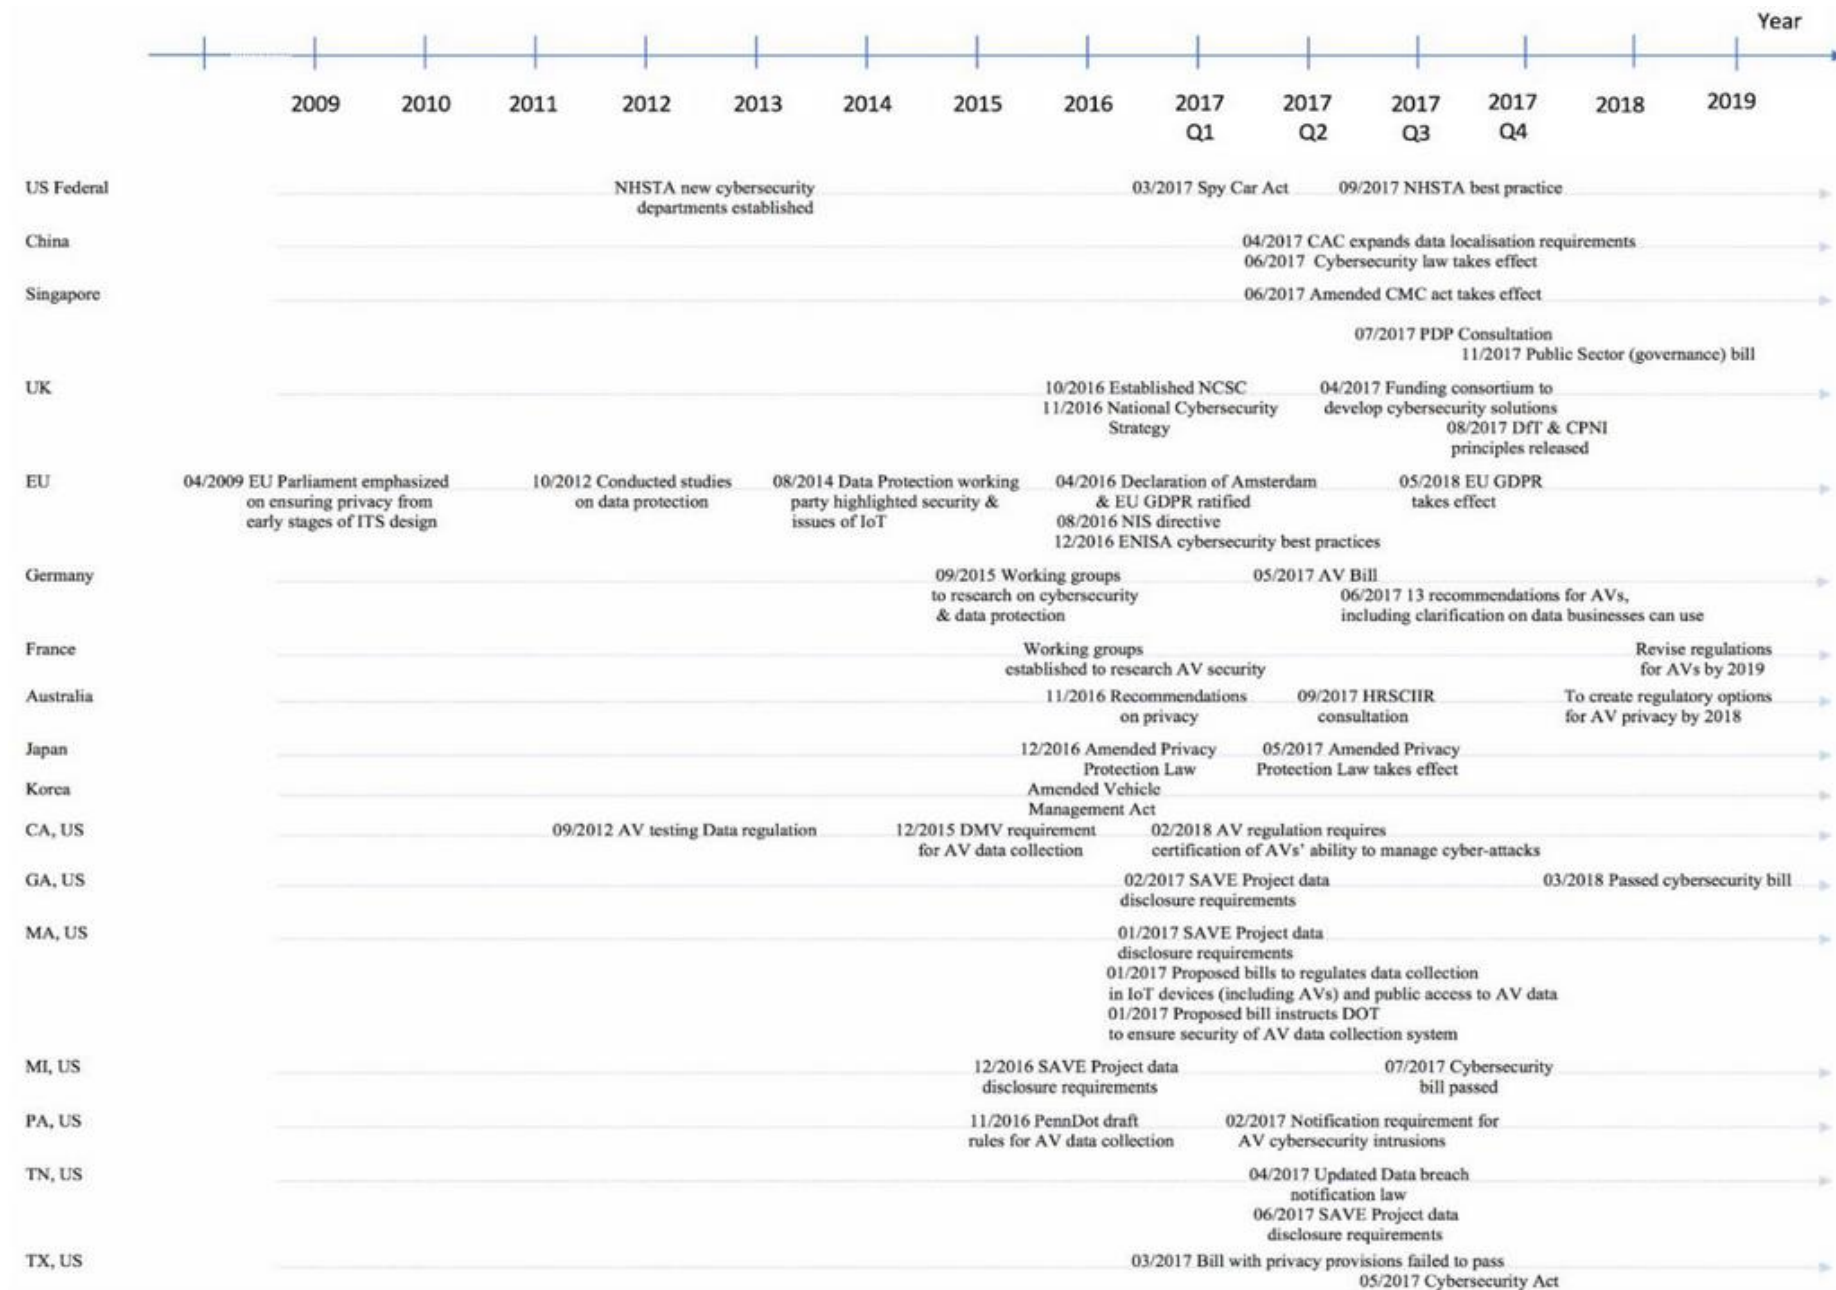 Year
2009 2010 2011 2012 2013 2014 2015 2016 2017 2017 2017 2017 2018 2019
Q1 Q2 Q3 Q4
US Federal NHSTA new cybersecurity 03/2017 Spy Car Act 09/2017 NHSTA best practice
departments established
China 04/2017 CAC expands data localisation requirements
06/2017 Cybersecurity law takes effect
Singapore 06/2017 Amended CMC act takes effect
07/2017 PDP Consultation
11/2017 Public Sector (governance) bill
UK 10/2016 Established NCSC 04/2017 Funding consortium to
11/2016 National Cybersecurity develop cybersecurity solutions
Strategy 08/2017 DfT & CPNI
principles released
EU 04/2009 EU Parliament emphasized 10/2012 Conducted studies 08/2014 Data Protection working 04/2016 Declaration of Amsterdam 05/2018 EU GDPR
on ensuring privacy from on data protection party highlighted security & & EU GDPR ratified takes effect
early stages of ITS design issues of IoT 08/2016 NIS directive
12/2016 ENISA cybersecurity best practices
Germany 09/2015 Working groups 05/2017 AV Bill
to research on cybersecurity 06/2017 13 recommendations for AVs,
& data protection including clarification on data businesses can use
France Working groups Revise regulations
established to research AV security for AVs by 2019
Australia 11/2016 Recommendations 09/2017 HRSCIIR To create regulatory options
on privacy consultation for AV privacy by 2018
Japan 12/2016 Amended Privacy 05/2017 Amended Privacy
Protection Law Protection Law takes effect
Korea Amended Vehicle
Management Act
CA, US 09/2012 AV testing Data regulation 12/2015 DMV requirement 02/2018 AV regulation requires
for AV data collection certification of AVs' ability to manage cyber-attacks
GA, US 02/2017 SAVE Project data 03/2018 Passed cybersecurity bill
disclosure requirements
MA, US 01/2017 SAVE Project data
disclosure requirements
01/2017 Proposed bills to regulates data collection
in IoT devices (including AVs) and public access to AV data
01/2017 Proposed bill instructs DOT
to ensure security of AV data collection system
MI, US 12/2016 SAVE Project data 07/2017 Cybersecurity
disclosure requirements bill passed
PA, US 11/2016 PennDot draft 02/2017 Notification requirement for
rules for AV data collection AV cybersecurity intrusions
TN, US 04/2017 Updated Data breach
notification law
06/2017 SAVE Project data
disclosure requirements
TX, US 03/2017 Bill with privacy provisions failed to pass
05/2017 Cybersecurity Act